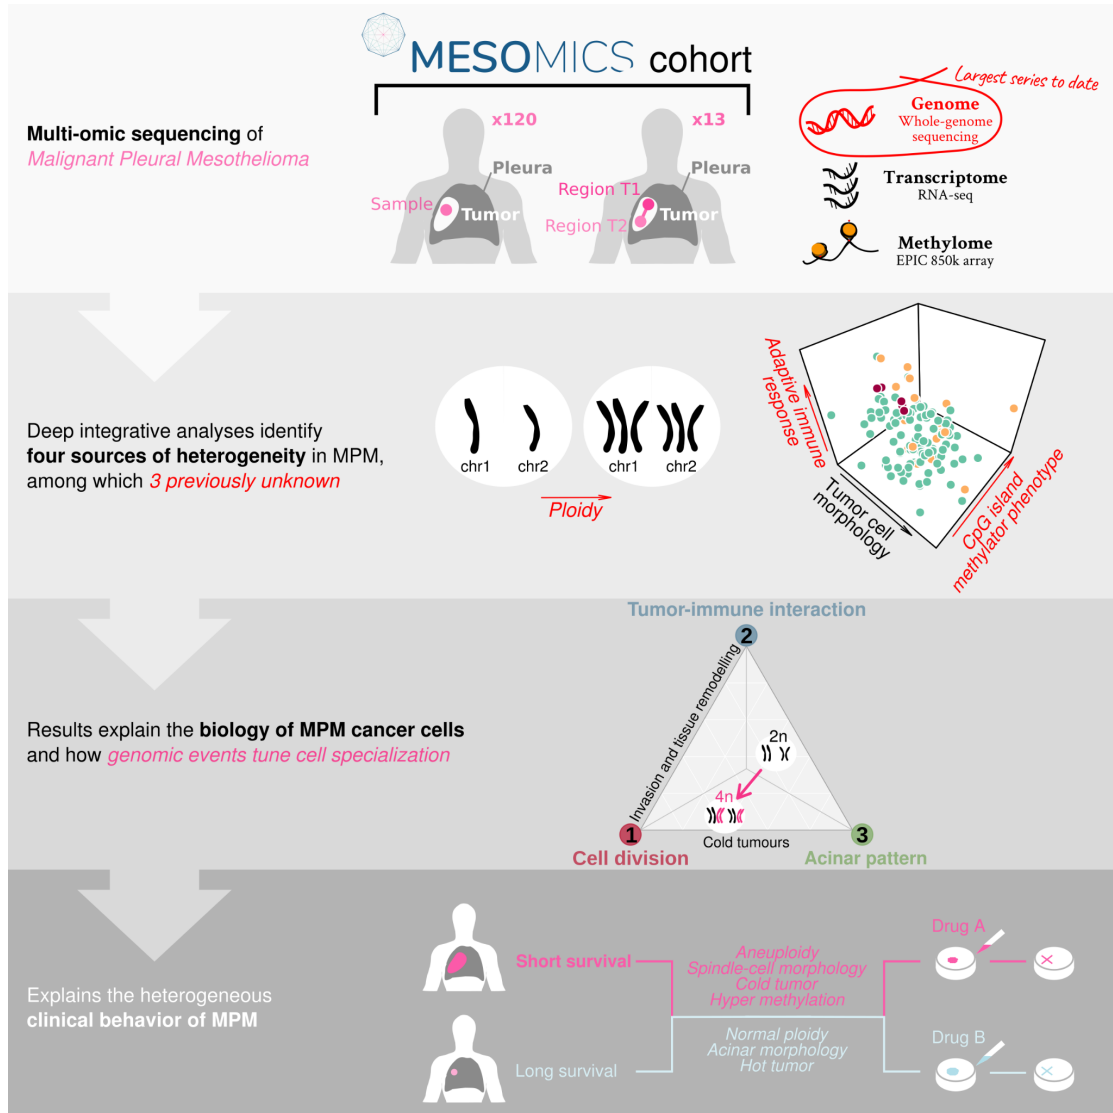 MESOMICS cohort
Largest series to date
Multi-omic sequencing of
Malignant Pleural Mesothelioma
x120
Pleura
Sample
Tumor
x13
Pleura
Region T1
Tumor
Region T2
Genome
Whole-genome
sequencing
Transcriptome
RNA-seq
Methylome
EPIC 850k array
Deep integrative analyses identify
four sources of heterogeneity in MPM,
among which 3 previously unknown
chr1
chr2
chr1
chr2
Ploidy
Adaptive immune
response
Tumor cell
morphology
CpG island
methylator phenotype
Results explain the biology of MPM cancer cells
and how genomic events tune cell specialization
Tumor-immune interaction
2
Invasion and tissue remodelling
2n
4n
1
3
Cold tumours
Cell division
Acinar pattern
Explains the heterogeneous
clinical behavior of MPM
Short survival
Aneuploidy
Spindle-cell morphology
Cold tumor
Hyper methylation
Drug A
Long survival
Normal ploidy
Acinar morphology
Hot tumor
Drug B